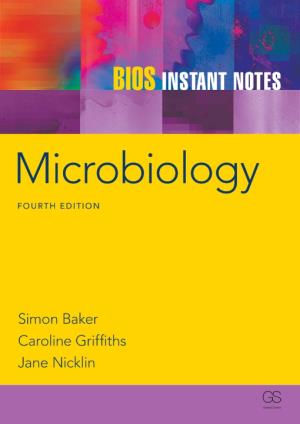 BIOS INSTANT NOTES
Microbiology
FOURTH EDITION
Simon Baker
Caroline Griffiths
Jane Nicklin
GS